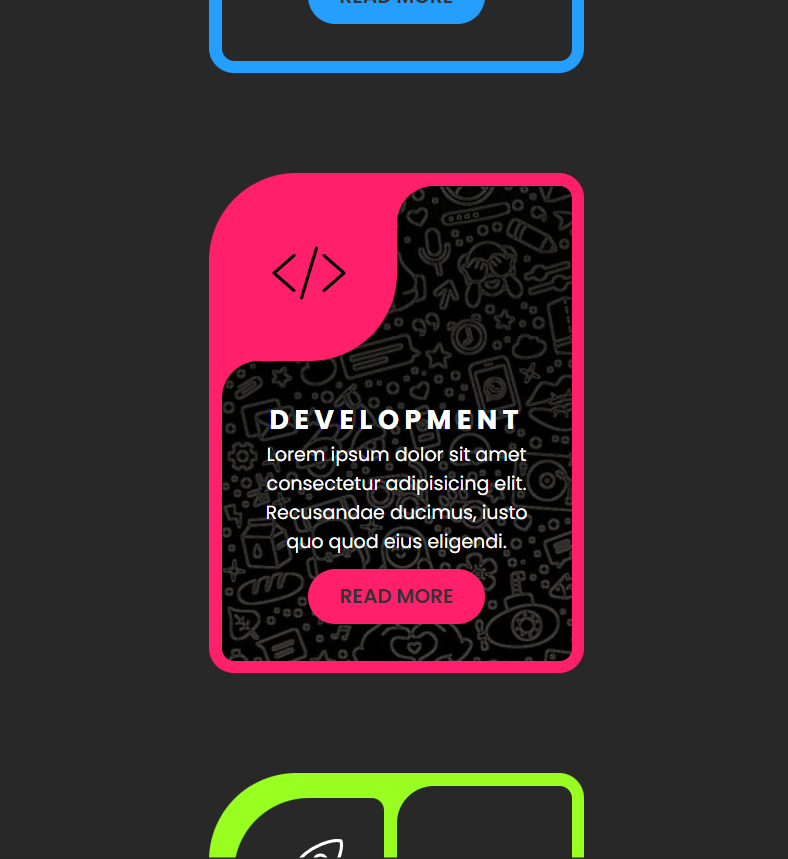 READ MORE
</>
DEVELOPMENT
Lorem ipsum dolor sit amet
consectetur adipisicing elit.
Recusandae ducimus, iusto
quo quod eius eligendi.
READ MORE